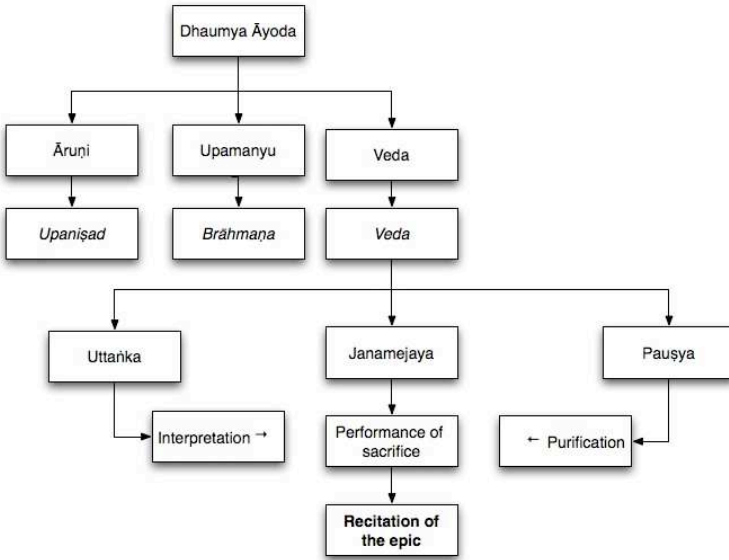 Dhaumya Āyoda
Āruṇi
Upamanyu
Veda
Upaniṣad
Brāhmaṇa
Veda
Uttaṅka
Janamejaya
Pauṣya
Interpretation →
Performance of
sacrifice
← Purification
Recitation of
the epic